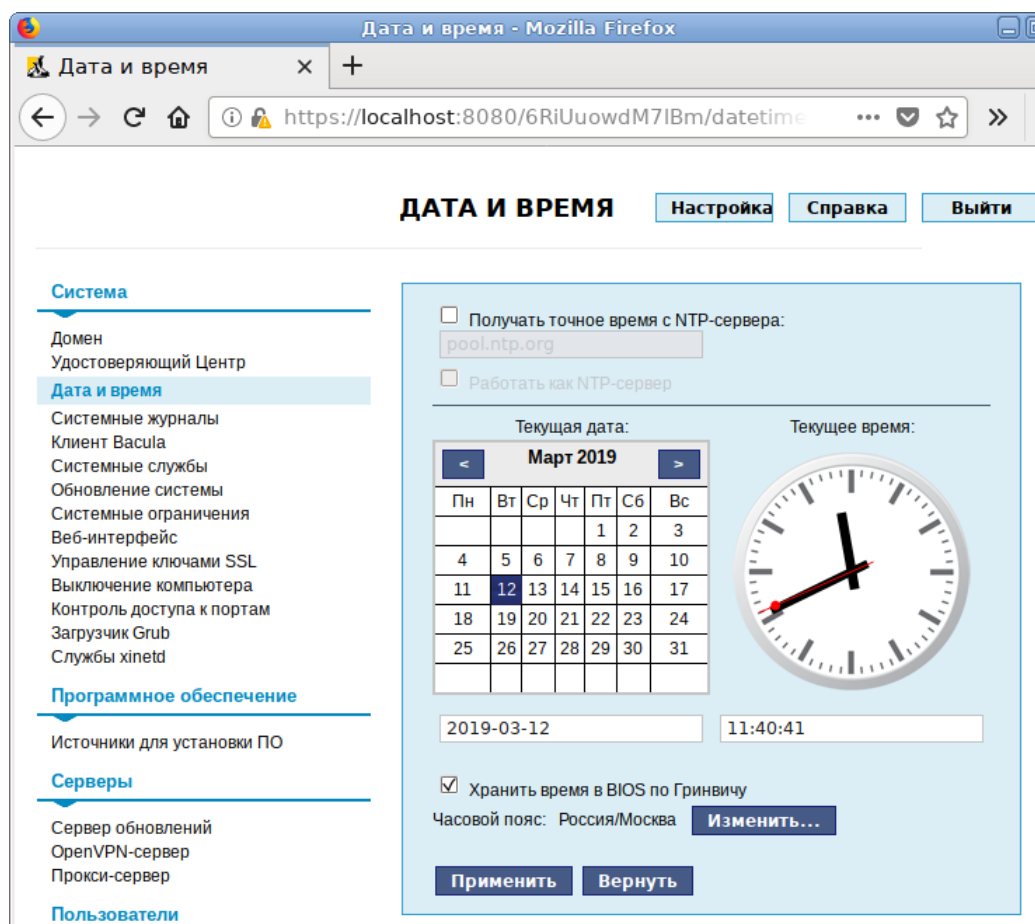 Дата и время - Mozilla Firefox
Дата и время
https://localhost:8080/6RiUuowdM7lBm/datetime
ДАТА И ВРЕМЯ
Настройка
Справка
Выйти
Система
Домен
Удостоверяющий Центр
Дата и время
Системные журналы
Клиент Bacula
Системные службы
Обновление системы
Системные ограничения
Веб-интерфейс
Управление ключами SSL
Выключение компьютера
Контроль доступа к портам
Загрузчик Grub
Службы xinetd
Программное обеспечение
Источники для установки ПО
Серверы
Сервер обновлений
OpenVPN-сервер
Прокси-сервер
Пользователи
Получать точное время с NTP-сервера:
pool.ntp.org
Работать как NTP-сервер
Текущая дата:
< Март 2019 >
Пн Вт Ср Чт Пт Сб Вс
1 2 3
4 5 6 7 8 9 10
11 12 13 14 15 16 17
18 19 20 21 22 23 24
25 26 27 28 29 30 31
2019-03-12
Текущее время:
11:40:41
Хранить время в BIOS по Гринвичу
Часовой пояс: Россия/Москва Изменить...
Применить Вернуть